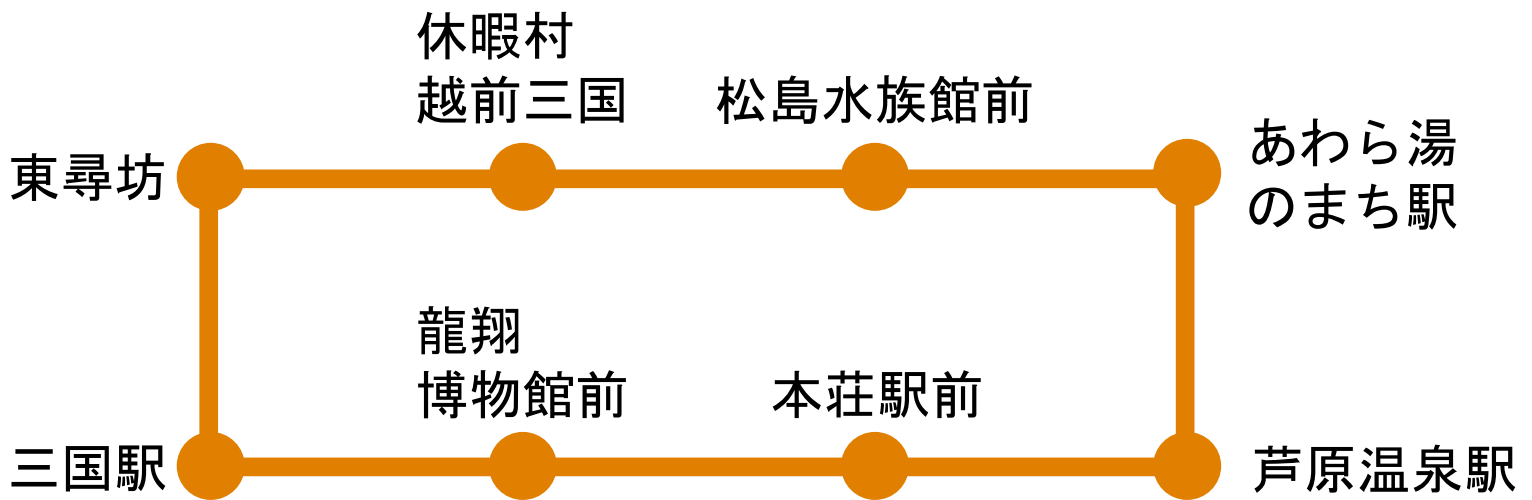 休暇村
越前三国
松島水族館前
あわら湯
のまち駅
東尋坊
龍翔
博物館前
本荘駅前
三国駅
芦原温泉駅